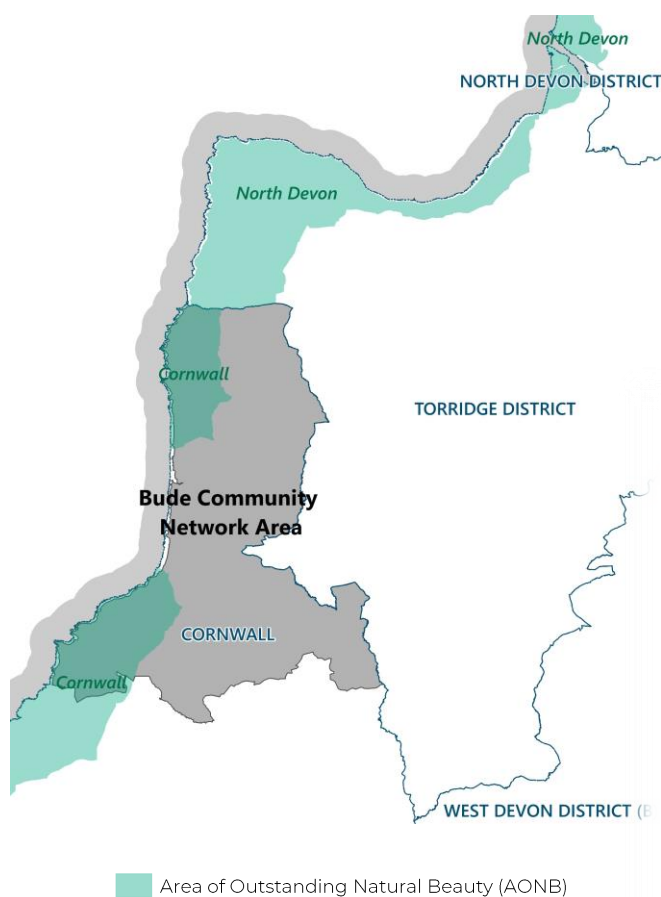 North Devon
NORTH DEVON DISTRICT
North Devon
Cornwall
TORRIDGE DISTRICT
Bude Community
Network Area
CORNWALL
Cornwall
WEST DEVON DISTRICT (B
Area of Outstanding Natural Beauty (AONB)